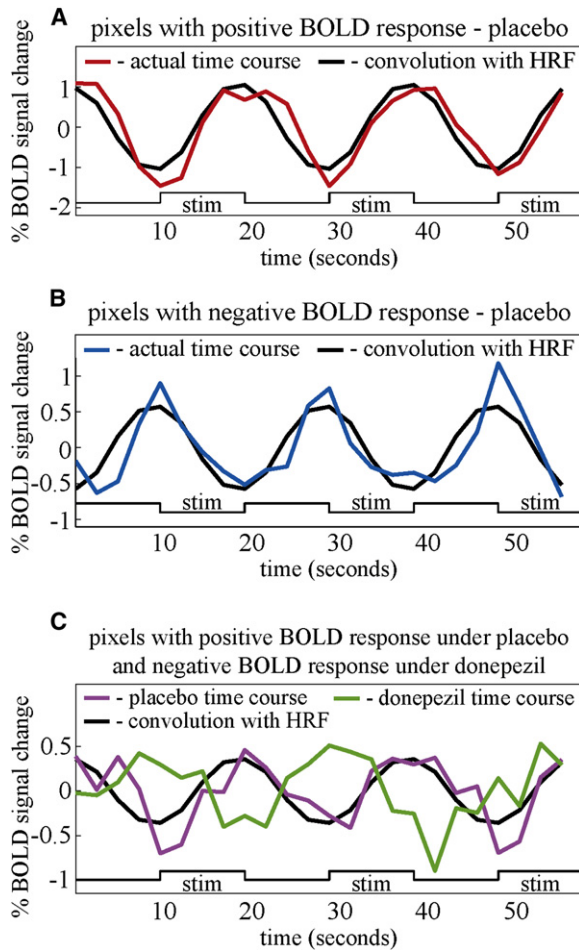 A
pixels with positive BOLD response - placebo
- actual time course - convolution with HRF
% BOLD signal change
1
0
-1
-2
stim stim stim
10 20 30 40 50
time (seconds)
B
pixels with negative BOLD response - placebo
- actual time course - convolution with HRF
% BOLD signal change
1
0.5
0
-0.5
-1
stim stim stim
10 20 30 40 50
time (seconds)
C
pixels with positive BOLD response under placebo
and negative BOLD response under donepezil
- placebo time course - donepezil time course
- convolution with HRF
% BOLD signal change
0.5
0
-0.5
-1
stim stim stim
10 20 30 40 50
time (seconds)